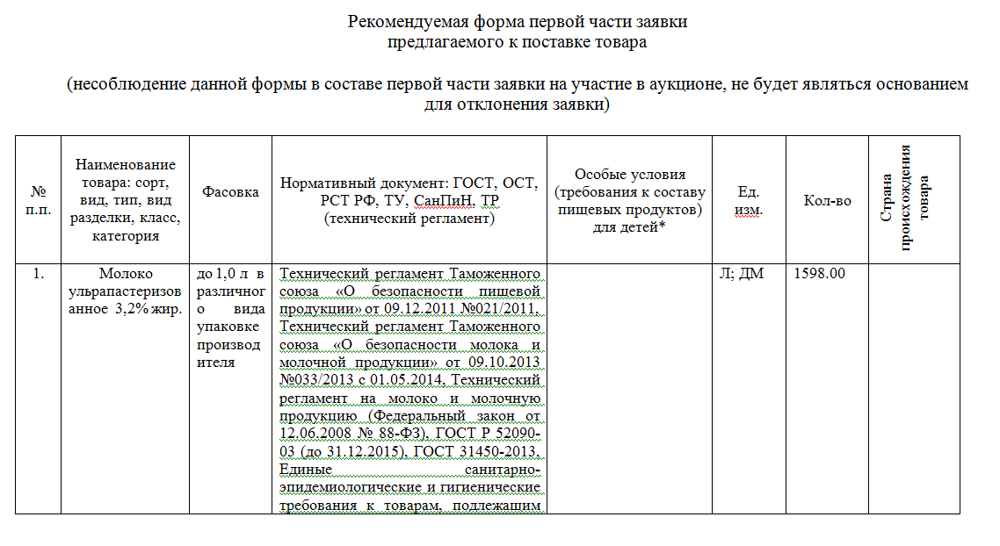 Рекомендуемая форма первой части заявки
предлагаемого к поставке товара
(несоблюдение данной формы в составе первой части заявки на участие в аукционе, не будет являться основанием
для отклонения заявки)
№
п.п.
Наименование
товара: сорт,
вид, тип, вид
разделки, класс,
категория
Фасовка
Нормативный документ: ГОСТ, ОСТ,
РСТ РФ, ТУ, СанПиН, ТР
(технический регламент)
Особые условия
(требования к составу
пищевых продуктов)
для детей*
Ед.
изм.
Кол-во
Страна
происхождения
товара
1.
Молоко
ульрапастеризов
анное 3,2% жир.
до 1,0 л в
различног
о вида
упаковке
производ
ителя
Технический регламент Таможенного
союза «О безопасности пищевой
продукции» от 09.12.2011 №021/2011,
Технический регламент Таможенного
союза «О безопасности молока и
молочной продукции» от 09.10.2013
№033/2013 с 01.05.2014, Технический
регламент на молоко и молочную
продукцию (Федеральный закон от
12.06.2008 № 88-ФЗ), ГОСТ Р 52090-
03 (до 31.12.2015), ГОСТ 31450-2013,
Единые санитарно-
эпидемиологические и гигиенические
требования к товарам, подлежащим
Л; ДМ
1598.00